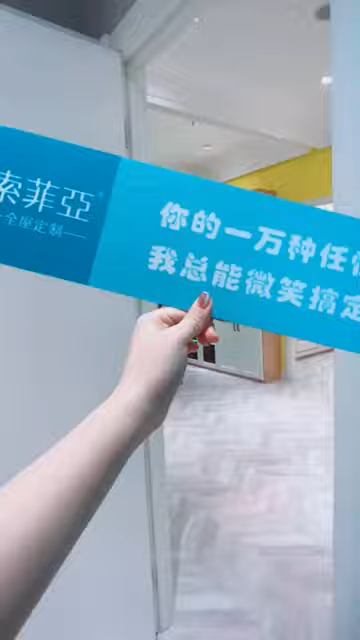 索菲亞
全屋定制
你的一万种任性
我总能微笑搞定